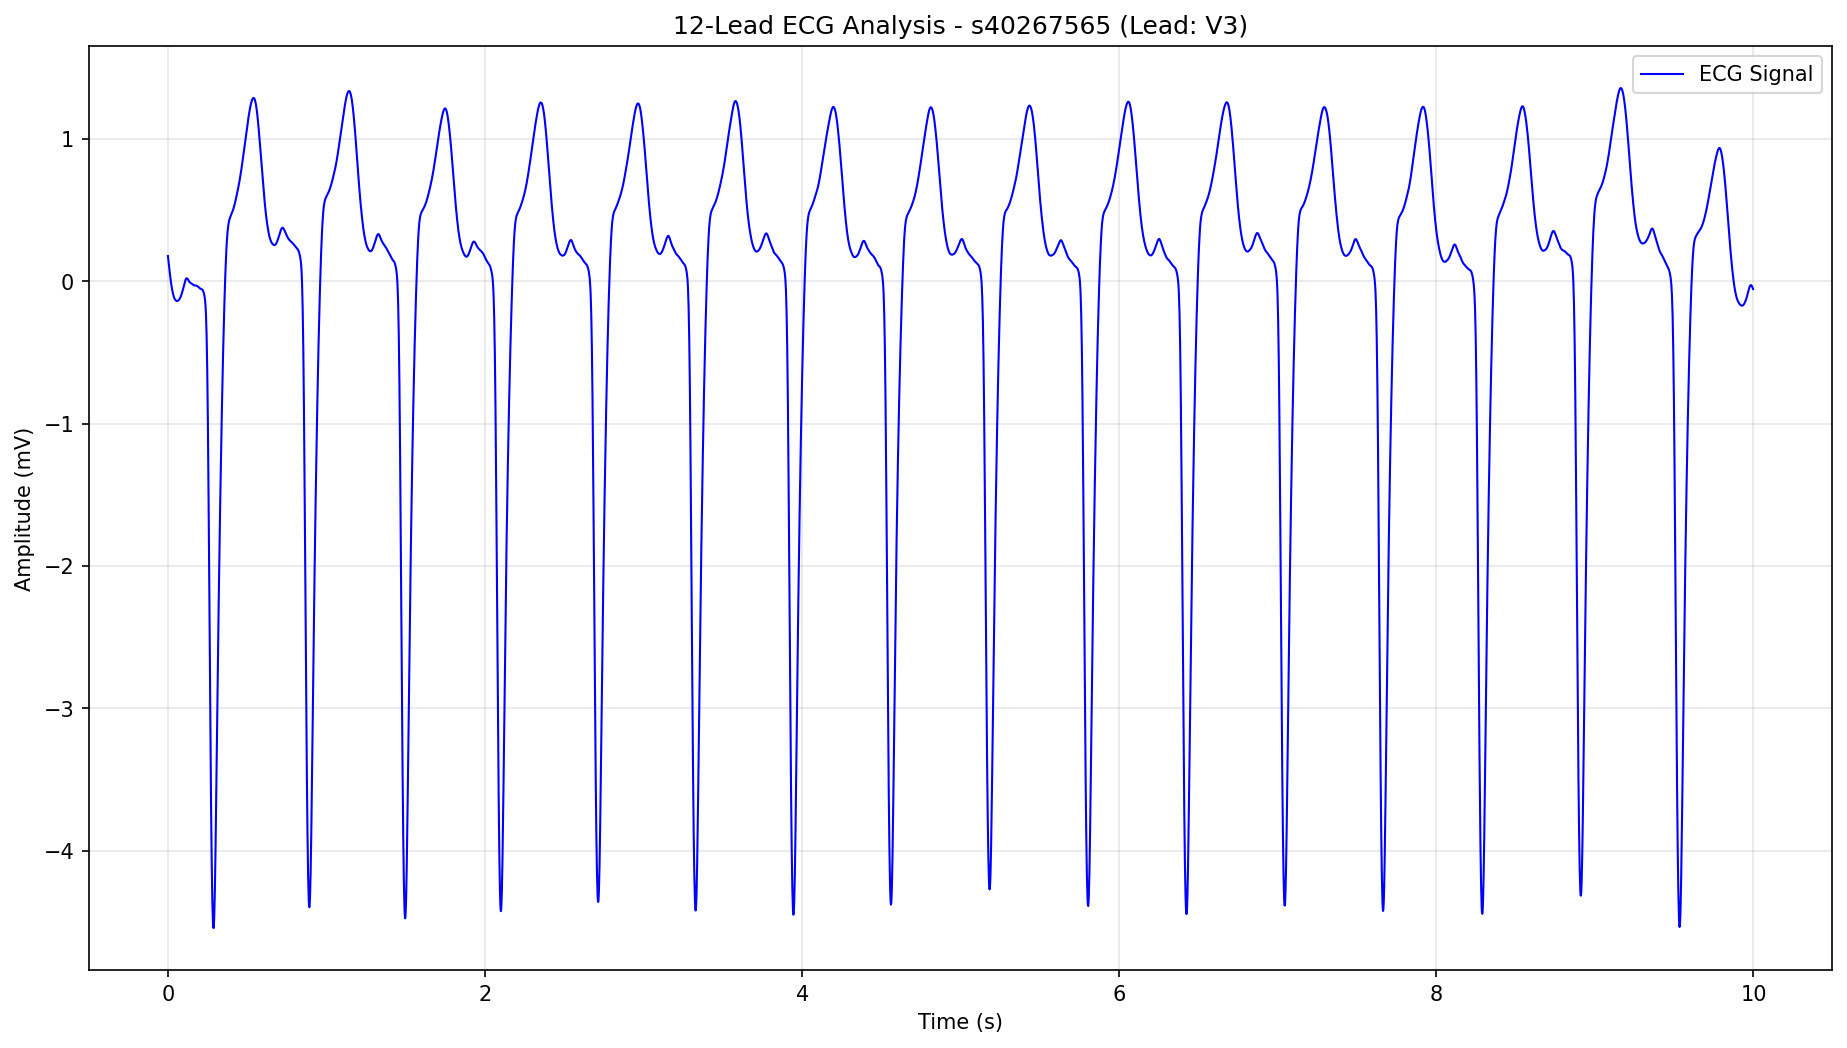 12-Lead ECG Analysis - s40267565 (Lead: V3)
ECG Signal
1
0
−1
−2
−3
−4
Amplitude (mV)
0 2 4 6 8 10
Time (s)